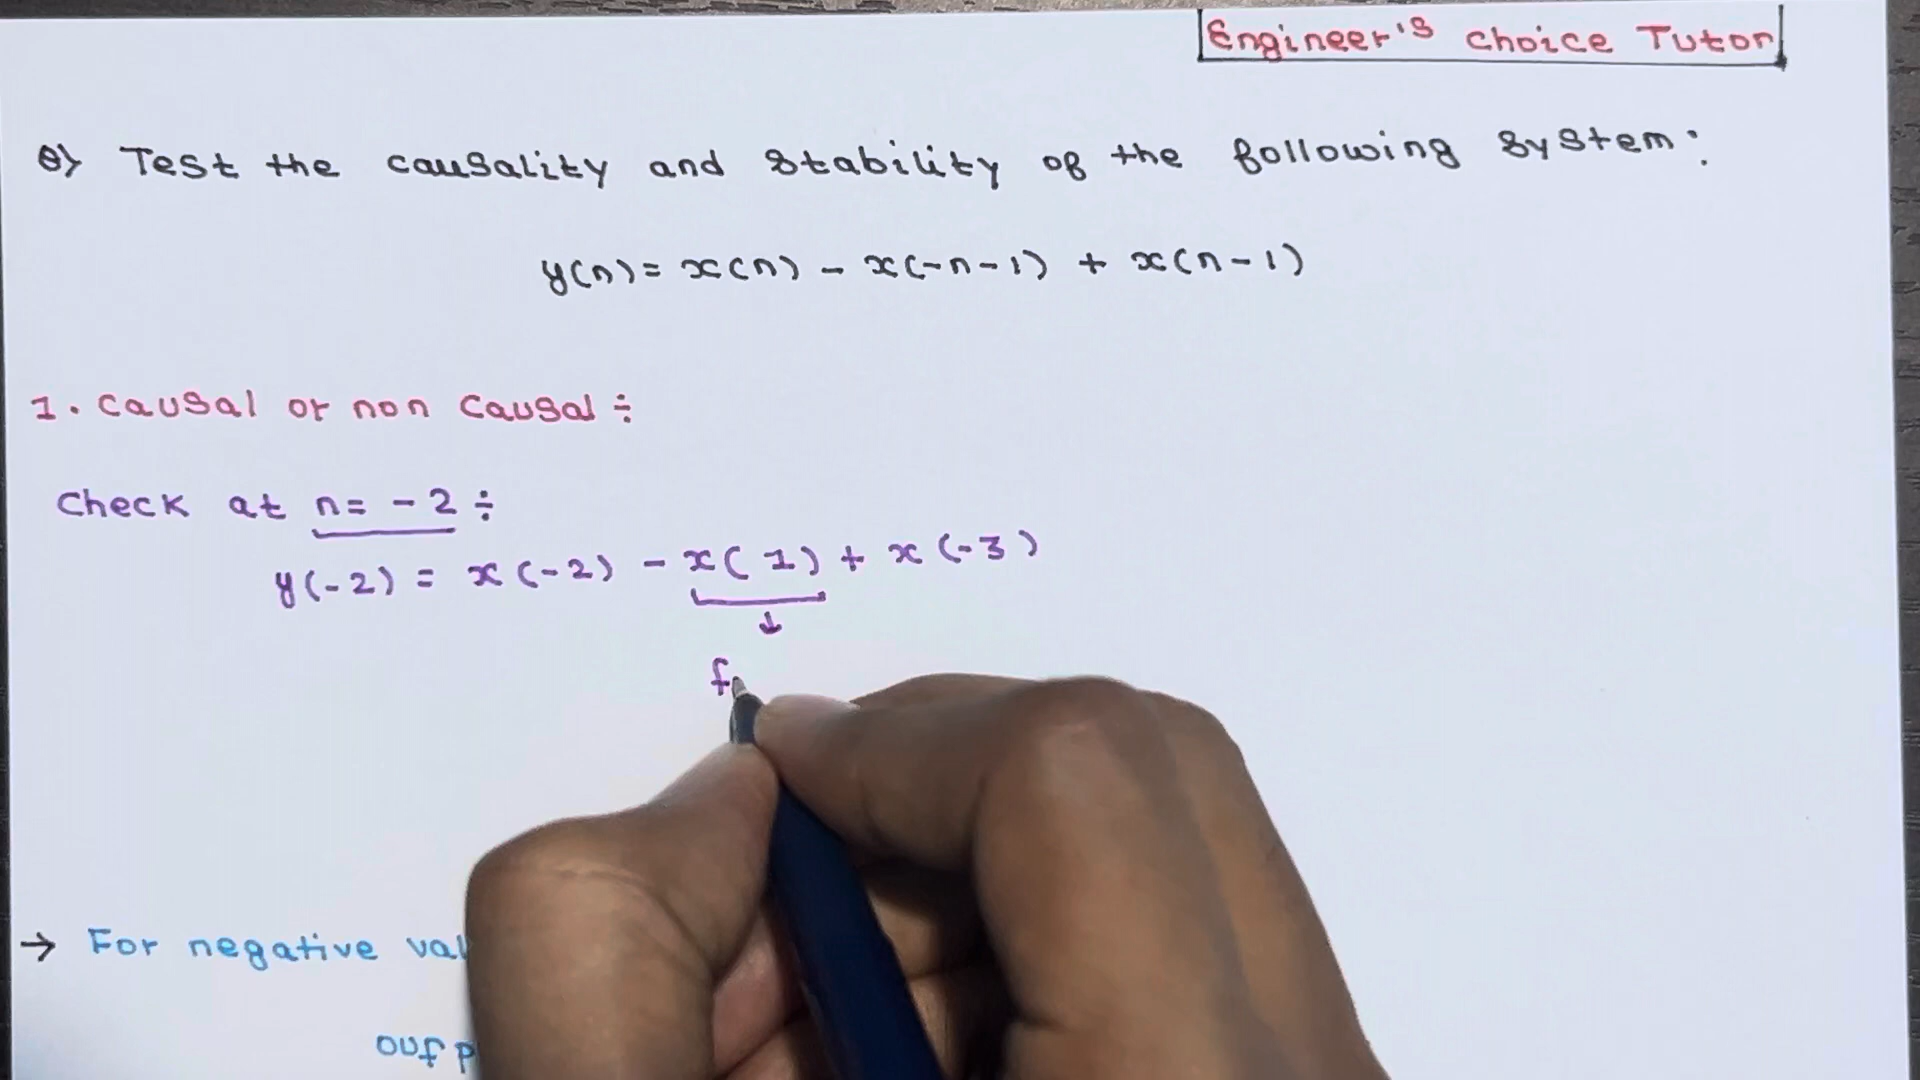 Engineer's choice Tutor
Q) Test the causality and stability of the following system:
y(n) = x(n) - x(-n-1) + x(n-1)
1. Causal or non causal ÷
Check at n = -2 ÷
y(-2) = x(-2) - x(1) + x(-3)
↓
f
→ For negative val
outp